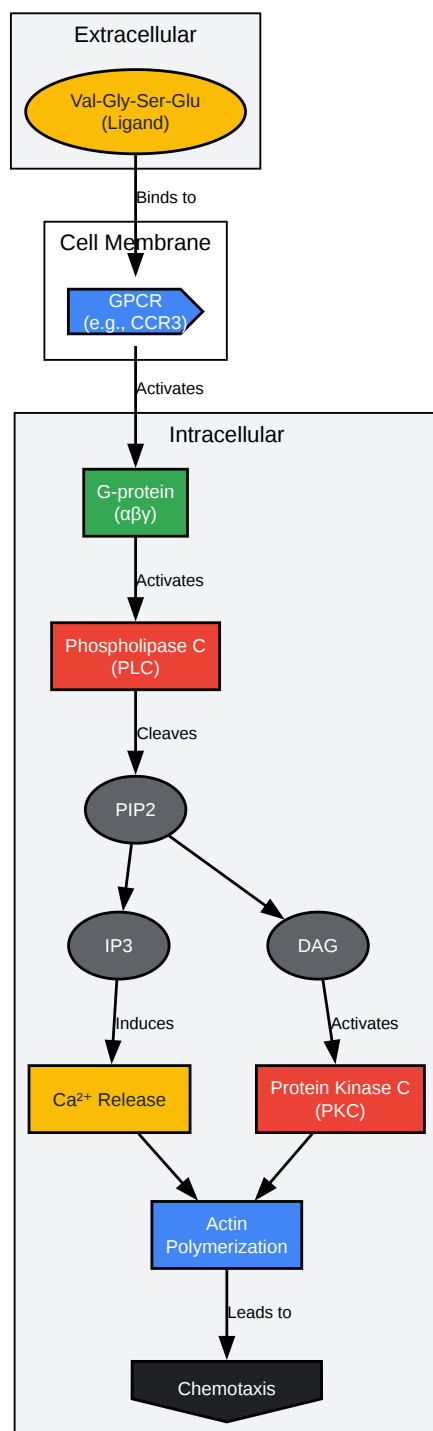 Extracellular
Val-Gly-Ser-Glu
(Ligand)
Binds to
Cell Membrane
GPCR
(e.g., CCR3)
Activates
Intracellular
G-protein
(αβγ)
Activates
Phospholipase C
(PLC)
Cleaves
PIP2
IP3
DAG
Induces
Activates
Ca²⁺ Release
Protein Kinase C
(PKC)
Actin
Polymerization
Leads to
Chemotaxis